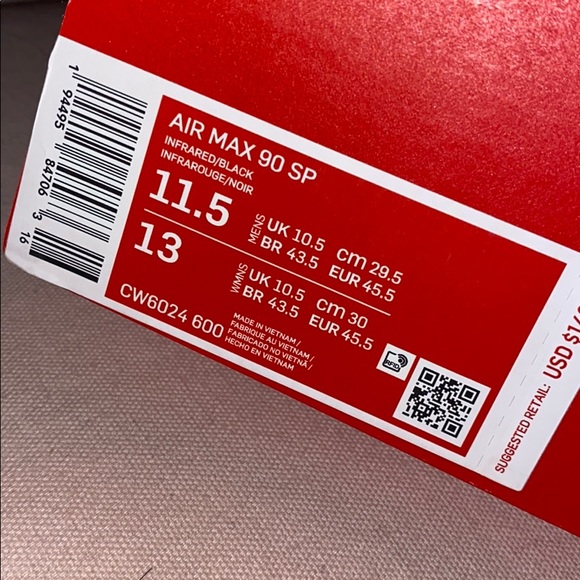 AIR MAX 90 SP
INFRARED/BLACK
INFRAROUGE/NOIR
11.5
MENS
UK 10.5 cm 29.5
BR 43.5 EUR 45.5
13
WMNS
UK 10.5 cm 30
BR 43.5 EUR 45.5
CW6024 600
MADE IN VIETNAM /
FABRIQUE AU VIETNAM /
FABRICADO NO VIETNÃ /
HECHO EN VIETNAM
RFID
1 94495 84706 3
16
SUGGESTED RETAIL: USD $1